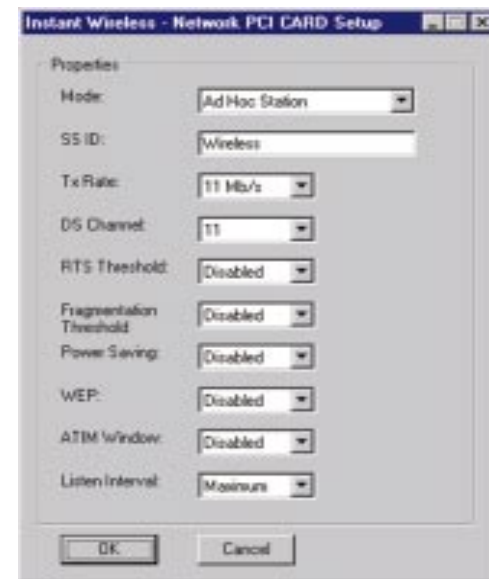 Instant Wireless - Network PCI CARD Setup
Properties
Mode: Ad Hoc Station
SS ID: Wireless
Tx Rate: 11 Mb/s
DS Channel: 11
RTS Threshold: Disabled
Fragmentation
Threshold Disabled
Power Saving: Disabled
WEP: Disabled
ATIM Window: Disabled
Listen Interval: Maximum
OK Cancel